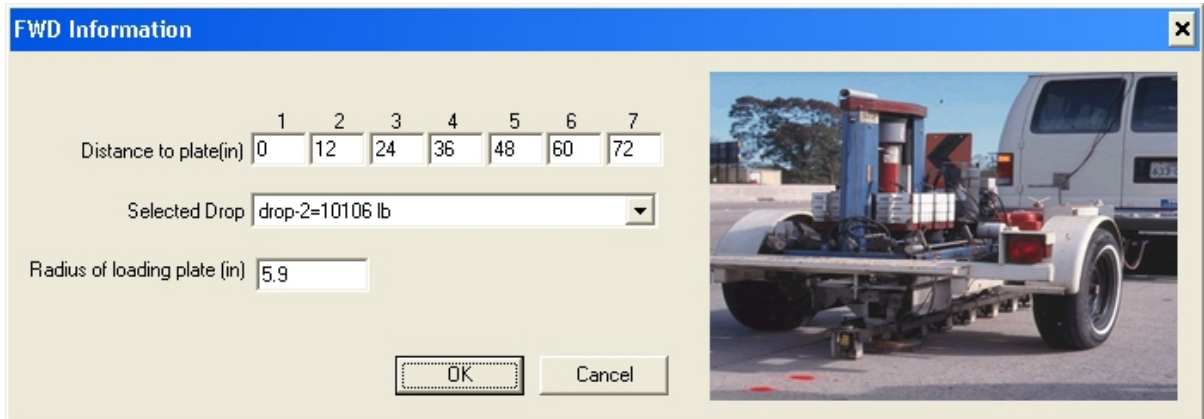 FWD Information
1 2 3 4 5 6 7
Distance to plate(in) 0 12 24 36 48 60 72
Selected Drop drop-2=10106 lb
Radius of loading plate (in) 5.9
OK Cancel